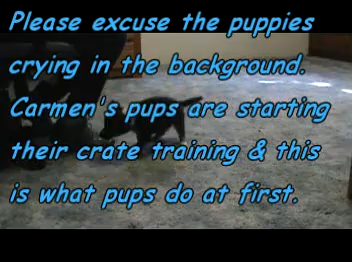 Please excuse the puppies
crying in the background.
Carmen's pups are starting
their crate training & this
is what pups do at first.